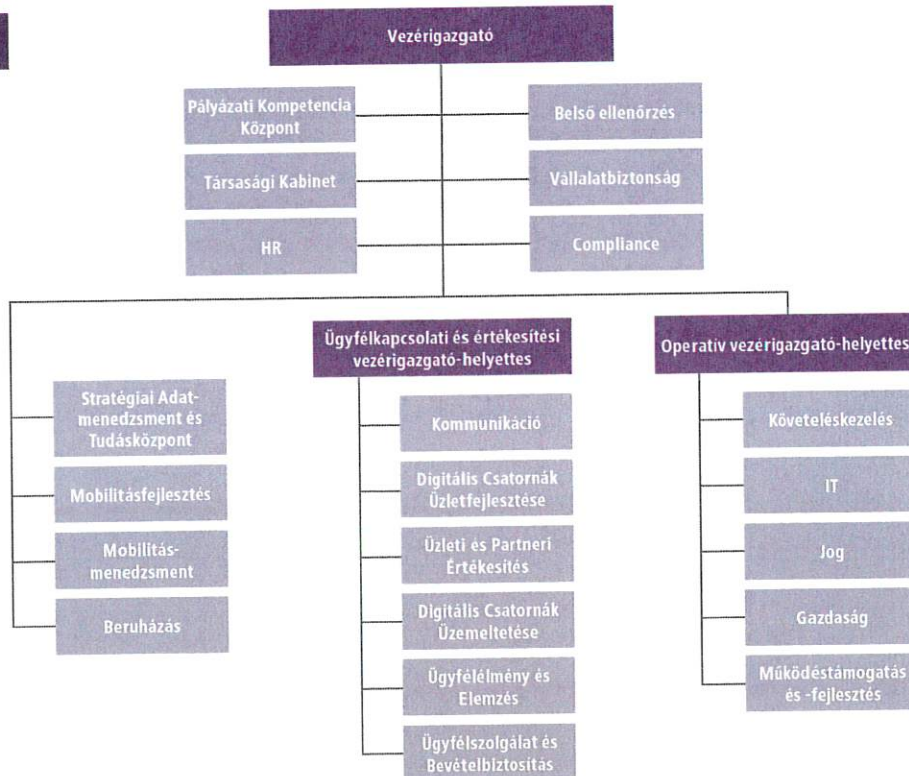 Vezérigazgató
Pályázati Kompetencia
Központ
Belső ellenőrzés
Társasági Kabinet
Vállalatbiztonság
HR
Compliance
Stratégiai Adat-
menedzsment és
Tudásközpont
Mobilitásfejlesztés
Mobilitás-
menedzsment
Beruházás
Ügyfélkapcsolati és értékesítési
vezérigazgató-helyettes
Kommunikáció
Digitális Csatornák
Üzletfejlesztése
Üzleti és Partneri
Értékesítés
Digitális Csatornák
Üzemeltetése
Ügyfélélmény és
Elemzés
Ügyfélszolgálat és
Bevételbiztosítás
Operatív vezérigazgató-helyettes
Követeléskezelés
IT
Jog
Gazdaság
Működéstámogatás
és -fejlesztés